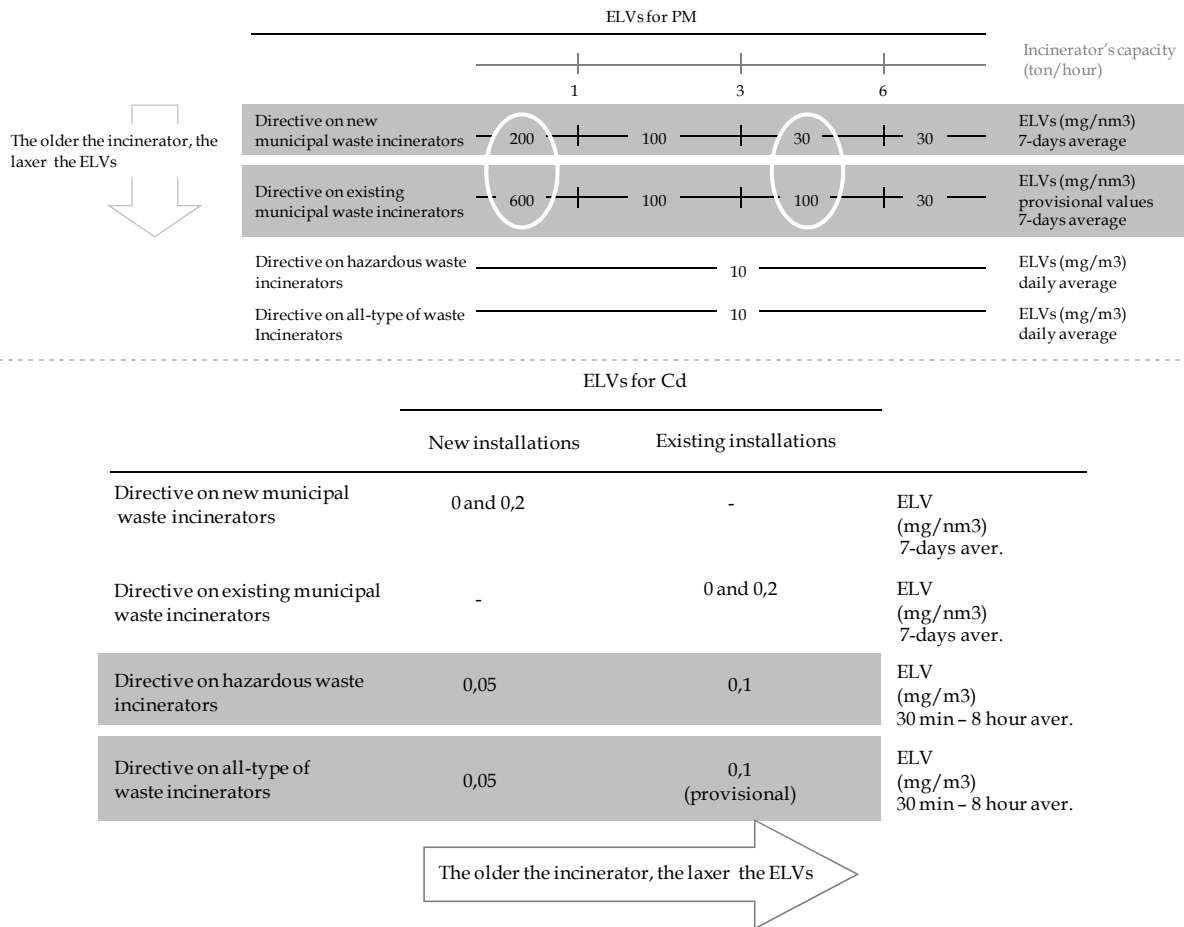 ELVs for PM
Incinerator's capacity
(ton/hour)
1 3 6
The older the incinerator, the
laxer the ELVs
Directive on new
municipal waste incinerators
200 100 30 30
ELVs (mg/nm3)
7-days average
Directive on existing
municipal waste incinerators
600 100 100 30
ELVs (mg/nm3)
provisional values
7-days average
Directive on hazardous waste
incinerators
10
ELVs (mg/m3)
daily average
Directive on all-type of waste
Incinerators
10
ELVs (mg/m3)
daily average
ELVs for Cd
New installations Existing installations
Directive on new municipal
waste incinerators
0 and 0,2 -
ELV
(mg/nm3)
7-days aver.
Directive on existing municipal
waste incinerators
- 0 and 0,2
ELV
(mg/nm3)
7-days aver.
Directive on hazardous waste
incinerators
0,05 0,1
ELV
(mg/m3)
30 min – 8 hour aver.
Directive on all-type of
waste incinerators
0,05 0,1
(provisional)
ELV
(mg/m3)
30 min – 8 hour aver.
The older the incinerator, the laxer the ELVs